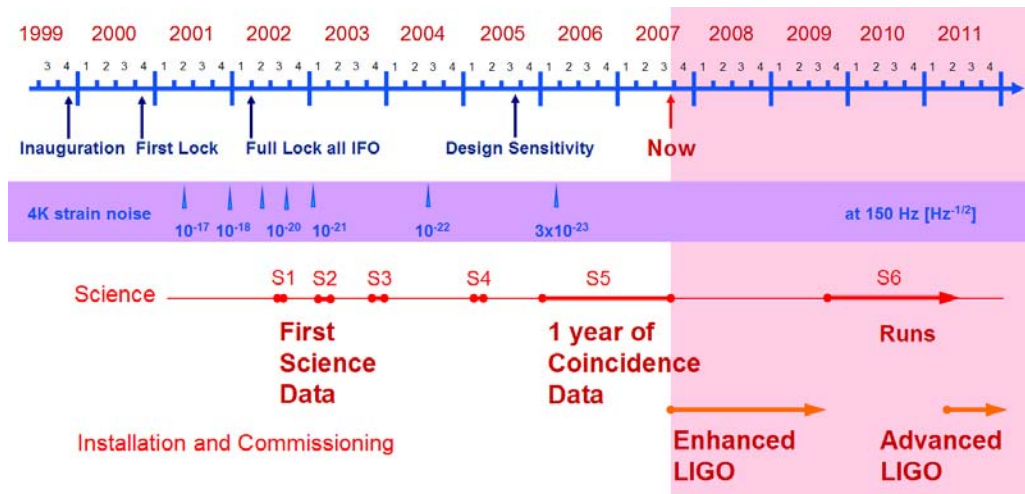 1999 2000 2001 2002 2003 2004 2005 2006 2007 2008 2009 2010 2011
3 4 1 2 3 4 1 2 3 4 1 2 3 4 1 2 3 4 1 2 3 4 1 2 3 4 1 2 3 4 1 2 3 4 1 2 3 4 1 2 3 4 1 2 3 4 1 2 3 4
Inauguration First Lock Full Lock all IFO Design Sensitivity Now
4K strain noise at 150 Hz [Hz⁻¹/²]
10⁻¹⁷ 10⁻¹⁸ 10⁻²⁰ 10⁻²¹ 10⁻²² 3x10⁻²³
Science S1 S2 S3 S4 S5 S6
First 1 year of Runs
Science Coincidence
Data Data
Installation and Commissioning Enhanced Advanced
LIGO LIGO